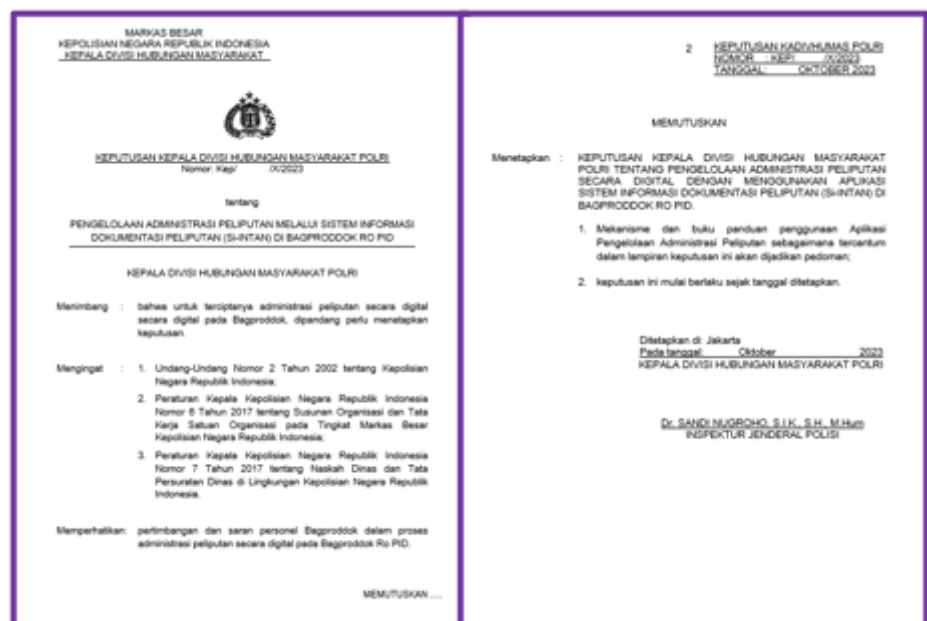 MARKAS BESAR
KEPOLISIAN NEGARA REPUBLIK INDONESIA
KEPALA DIVISI HUBUNGAN MASYARAKAT
KEPUTUSAN KEPALA DIVISI HUBUNGAN MASYARAKAT POLRI
Nomor: Kep/ /X/2023
tentang
PENGELOLAAN ADMINISTRASI PELIPUTAN MELALUI SISTEM INFORMASI
DOKUMENTASI PELIPUTAN (Si-INTAN) DI BAGPRODDOK RO PID
KEPALA DIVISI HUBUNGAN MASYARAKAT POLRI
Menimbang : bahwa untuk terciptanya administrasi peliputan secara digital
secara digital pada Bagproddok, dipandang perlu menetapkan
keputusan.
Mengingat : 1. Undang-Undang Nomor 2 Tahun 2002 tentang Kepolisian
Negara Republik Indonesia;
2. Peraturan Kepala Kepolisian Negara Republik Indonesia
Nomor 6 Tahun 2017 tentang Susunan Organisasi dan Tata
Kerja Satuan Organisasi pada Tingkat Markas Besar
Kepolisian Negara Republik Indonesia;
3. Peraturan Kepala Kepolisian Negara Republik Indonesia
Nomor 7 Tahun 2017 tentang Naskah Dinas dan Tata
Persuratan Dinas di Lingkungan Kepolisian Negara Republik
Indonesia.
Memperhatikan: pertimbangan dan saran personel Bagproddok dalam proses
administrasi peliputan secara digital pada Bagproddok Ro PID.
MEMUTUSKAN ....
2 KEPUTUSAN KADIVHUMAS POLRI
NOMOR : KEP/ /X/2023
TANGGAL: OKTOBER 2023
MEMUTUSKAN
Menetapkan : KEPUTUSAN KEPALA DIVISI HUBUNGAN MASYARAKAT
POLRI TENTANG PENGELOLAAN ADMINISTRASI PELIPUTAN
SECARA DIGITAL DENGAN MENGGUNAKAN APLIKASI
SISTEM INFORMASI DOKUMENTASI PELIPUTAN (Si-INTAN) DI
BAGPRODDOK RO PID.
1. Mekanisme dan buku panduan penggunaan Aplikasi
Pengelolaan Administrasi Peliputan sebagaimana tercantum
dalam lampiran keputusan ini akan dijadikan pedoman;
2. keputusan ini mulai berlaku sejak tanggal ditetapkan.
Ditetapkan di: Jakarta
Pada tanggal: Oktober 2023
KEPALA DIVISI HUBUNGAN MASYARAKAT POLRI
Dr. SANDI NUGROHO, S.I.K., S.H., M.Hum
INSPEKTUR JENDERAL POLISI